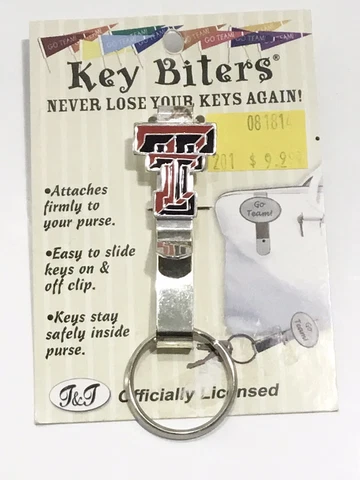 GO TEAM! GO TEAM! GO TEAM! GO TEAM!
Key Biters®
NEVER LOSE YOUR KEYS AGAIN!
081814
201 $ 9.2
•Attaches
firmly to
your purse.
Go
Team!
•Easy to slide
keys on &
off clip.
•Keys stay
safely inside
purse.
Go
Team!
T&T Officially Licensed